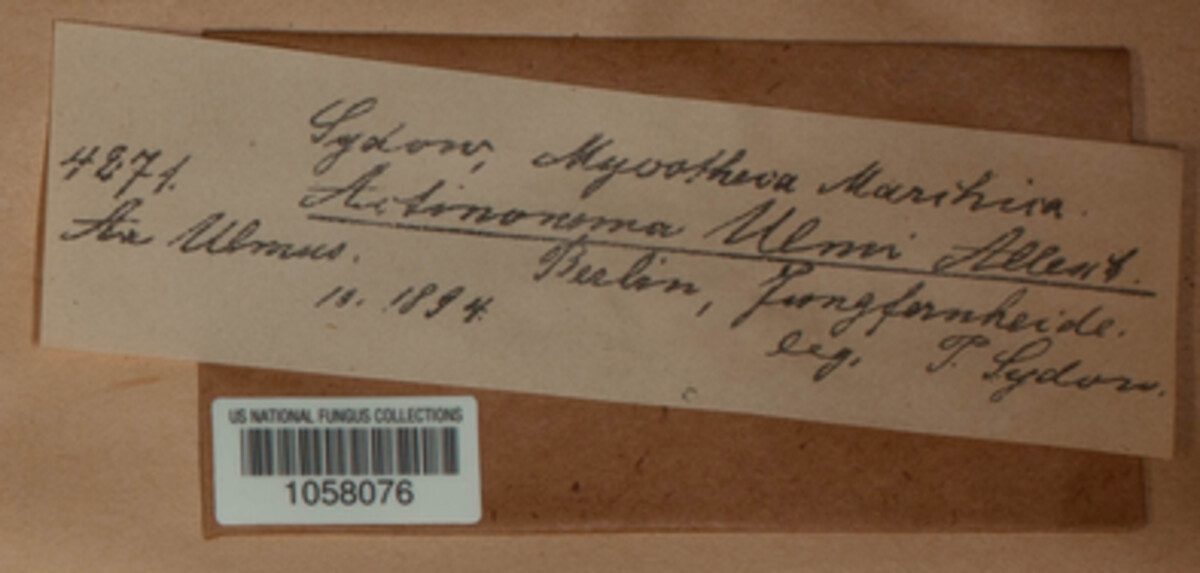 Sydow, Mycotheca Marchica.
4271. Actinonema Ulmi Allesch.
An Ulmus. Berlin, Jungfernheide.
10. 1894. leg. P. Sydow.
US NATIONAL FUNGUS COLLECTIONS
1058076